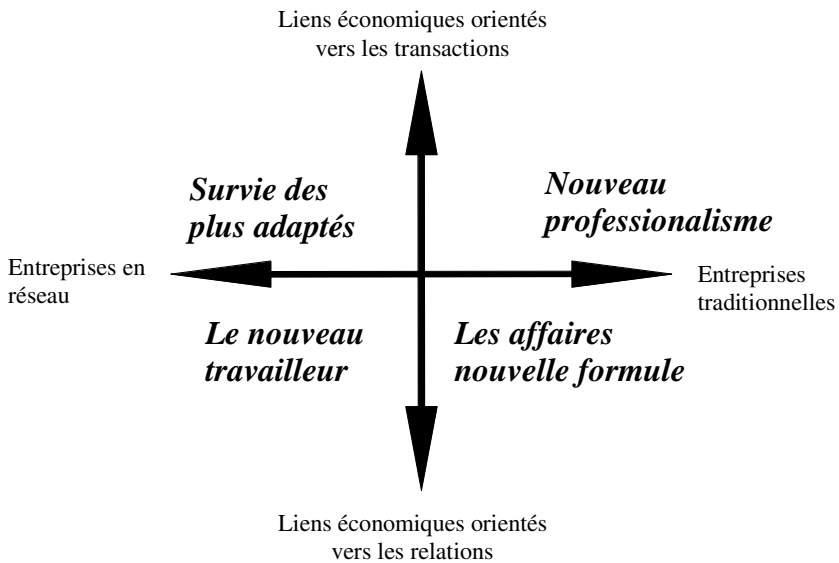 Liens économiques orientés
vers les transactions
Survie des
plus adaptés
Nouveau
professionalisme
Entreprises en
réseau
Entreprises
traditionnelles
Le nouveau
travailleur
Les affaires
nouvelle formule
Liens économiques orientés
vers les relations